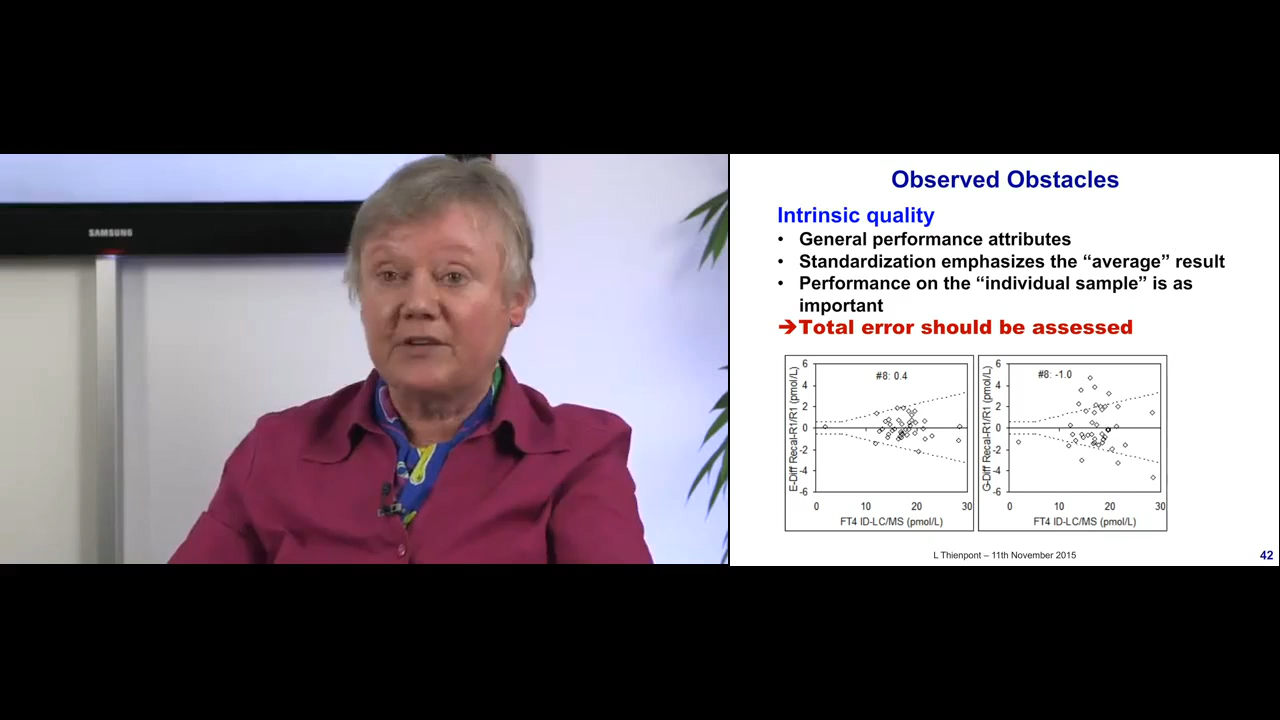 SAMSUNG
Observed Obstacles
Intrinsic quality
• General performance attributes
• Standardization emphasizes the “average” result
• Performance on the “individual sample” is as
important
➔Total error should be assessed
6
4
2
0
-2
-4
-6
E-Diff Recal-R1/R1 (pmol/L)
#8: 0.4
0 10 20 30
FT4 ID-LC/MS (pmol/L)
6
4
2
0
-2
-4
-6
G-Diff Recal-R1/R1 (pmol/L)
#8: -1.0
0 10 20 30
FT4 ID-LC/MS (pmol/L)
L Thienpont – 11th November 2015
42